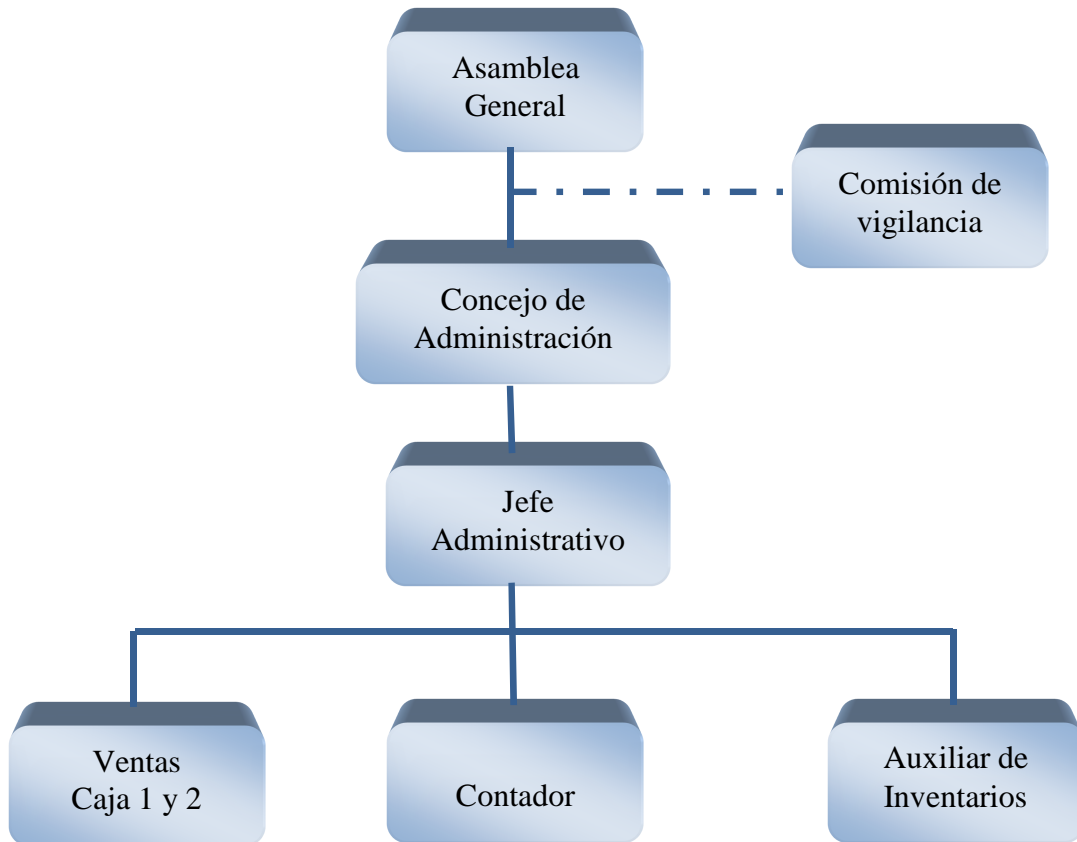 Asamblea
General
Comisión de
vigilancia
Concejo de
Administración
Jefe
Administrativo
Ventas
Caja 1 y 2
Contador
Auxiliar de
Inventarios